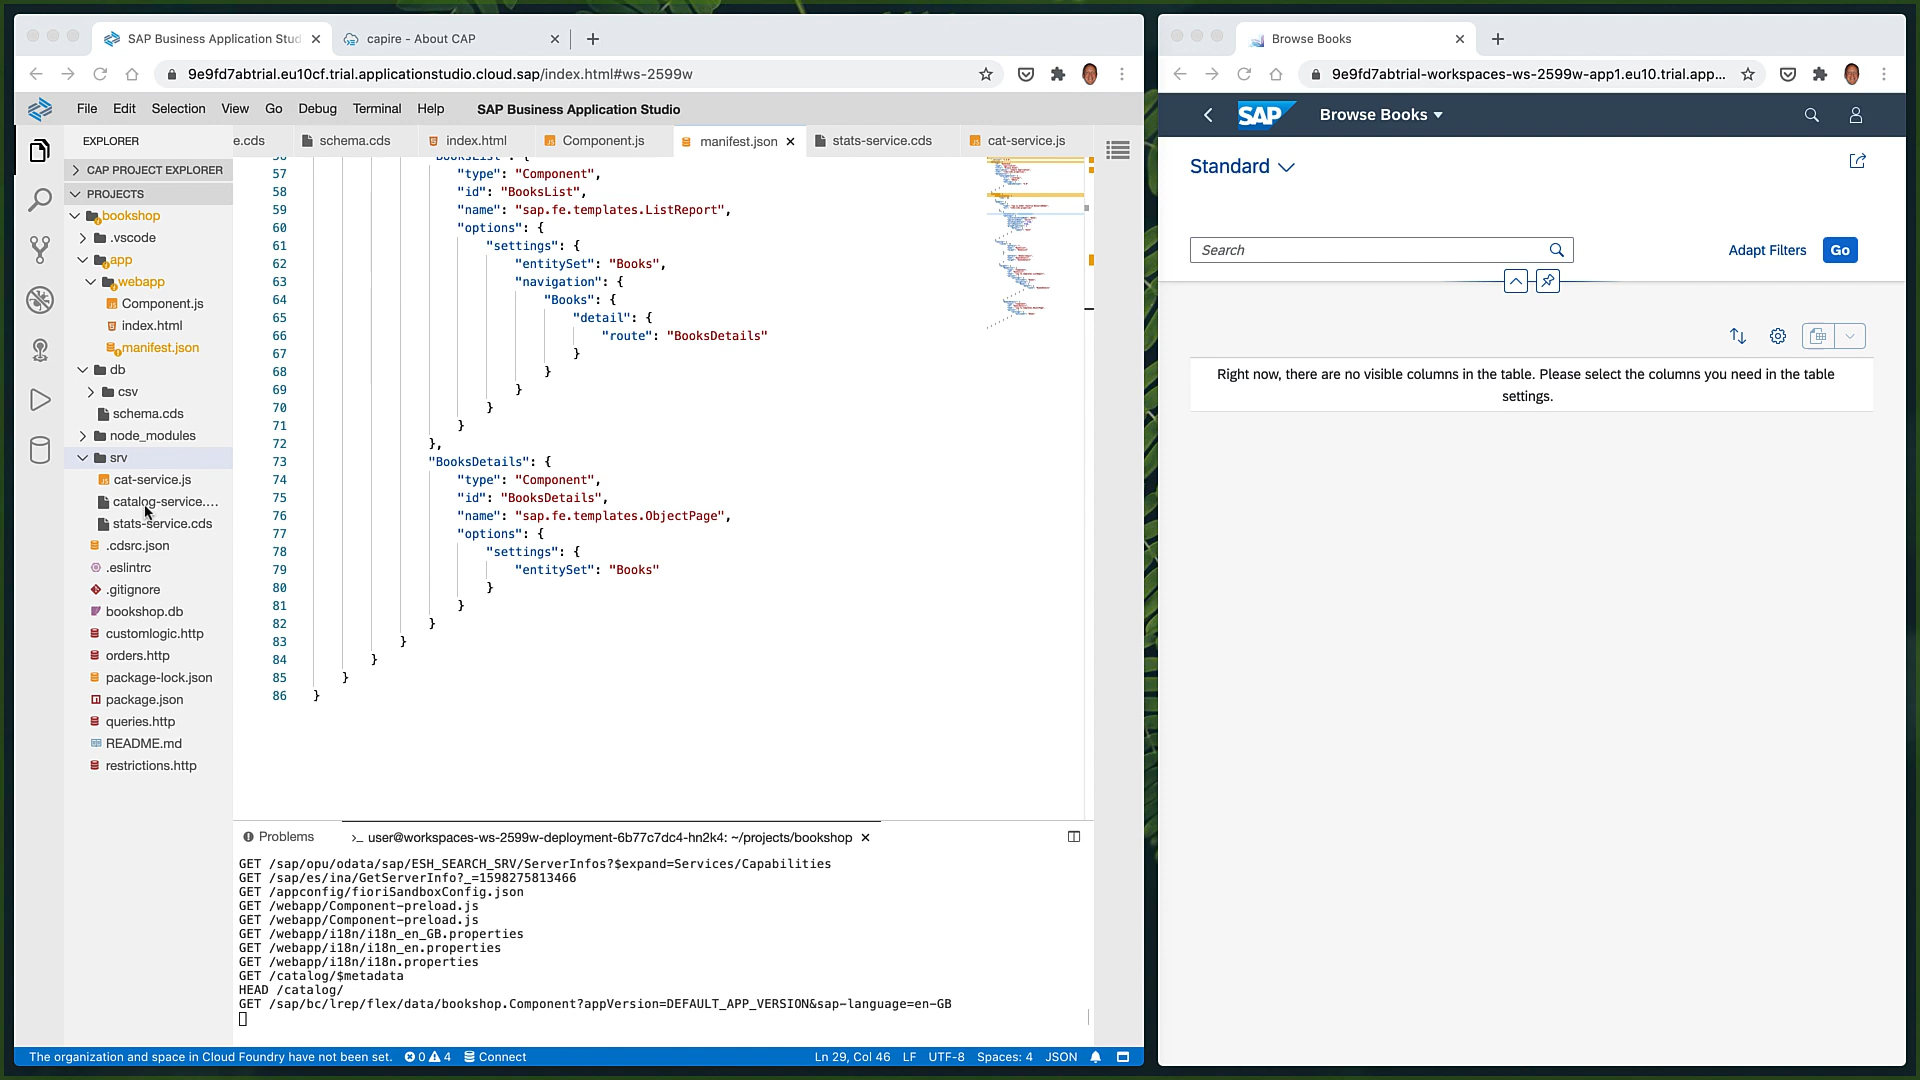 SAP Business Application Stud
capire - About CAP
9e9fd7abtrial.eu10cf.trial.applicationstudio.cloud.sap/index.html#ws-2599w
File Edit Selection View Go Debug Terminal Help SAP Business Application Studio
EXPLORER
e.cds schema.cds index.html Component.js manifest.json stats-service.cds cat-service.js
CAP PROJECT EXPLORER
PROJECTS
bookshop
.vscode
app
webapp
Component.js
index.html
manifest.json
db
csv
schema.cds
node_modules
srv
cat-service.js
catalog-service....
stats-service.cds
.cdsrc.json
.eslintrc
.gitignore
bookshop.db
customlogic.http
orders.http
package-lock.json
package.json
queries.http
README.md
restrictions.http
56 "BooksList": {
57 "type": "Component",
58 "id": "BooksList",
59 "name": "sap.fe.templates.ListReport",
60 "options": {
61 "settings": {
62 "entitySet": "Books",
63 "navigation": {
64 "Books": {
65 "detail": {
66 "route": "BooksDetails"
67 }
68 }
69 }
70 }
71 }
72 },
73 "BooksDetails": {
74 "type": "Component",
75 "id": "BooksDetails",
76 "name": "sap.fe.templates.ObjectPage",
77 "options": {
78 "settings": {
79 "entitySet": "Books"
80 }
81 }
82 }
83 }
84 }
85 }
86 }
Problems >_ user@workspaces-ws-2599w-deployment-6b77c7dc4-hn2k4: ~/projects/bookshop
GET /sap/opu/odata/sap/ESH_SEARCH_SRV/ServerInfos?$expand=Services/Capabilities
GET /sap/es/ina/GetServerInfo?_=1598275813466
GET /appconfig/fioriSandboxConfig.json
GET /webapp/Component-preload.js
GET /webapp/Component-preload.js
GET /webapp/i18n/i18n_en_GB.properties
GET /webapp/i18n/i18n_en.properties
GET /webapp/i18n/i18n.properties
GET /catalog/$metadata
HEAD /catalog/
GET /sap/bc/lrep/flex/data/bookshop.Component?appVersion=DEFAULT_APP_VERSION&sap-language=en-GB
The organization and space in Cloud Foundry have not been set. 0 4 Connect Ln 29, Col 46 LF UTF-8 Spaces: 4 JSON
Browse Books
9e9fd7abtrial-workspaces-ws-2599w-app1.eu10.trial.app...
SAP Browse Books
Standard
Search Adapt Filters Go
Right now, there are no visible columns in the table. Please select the columns you need in the table
settings.